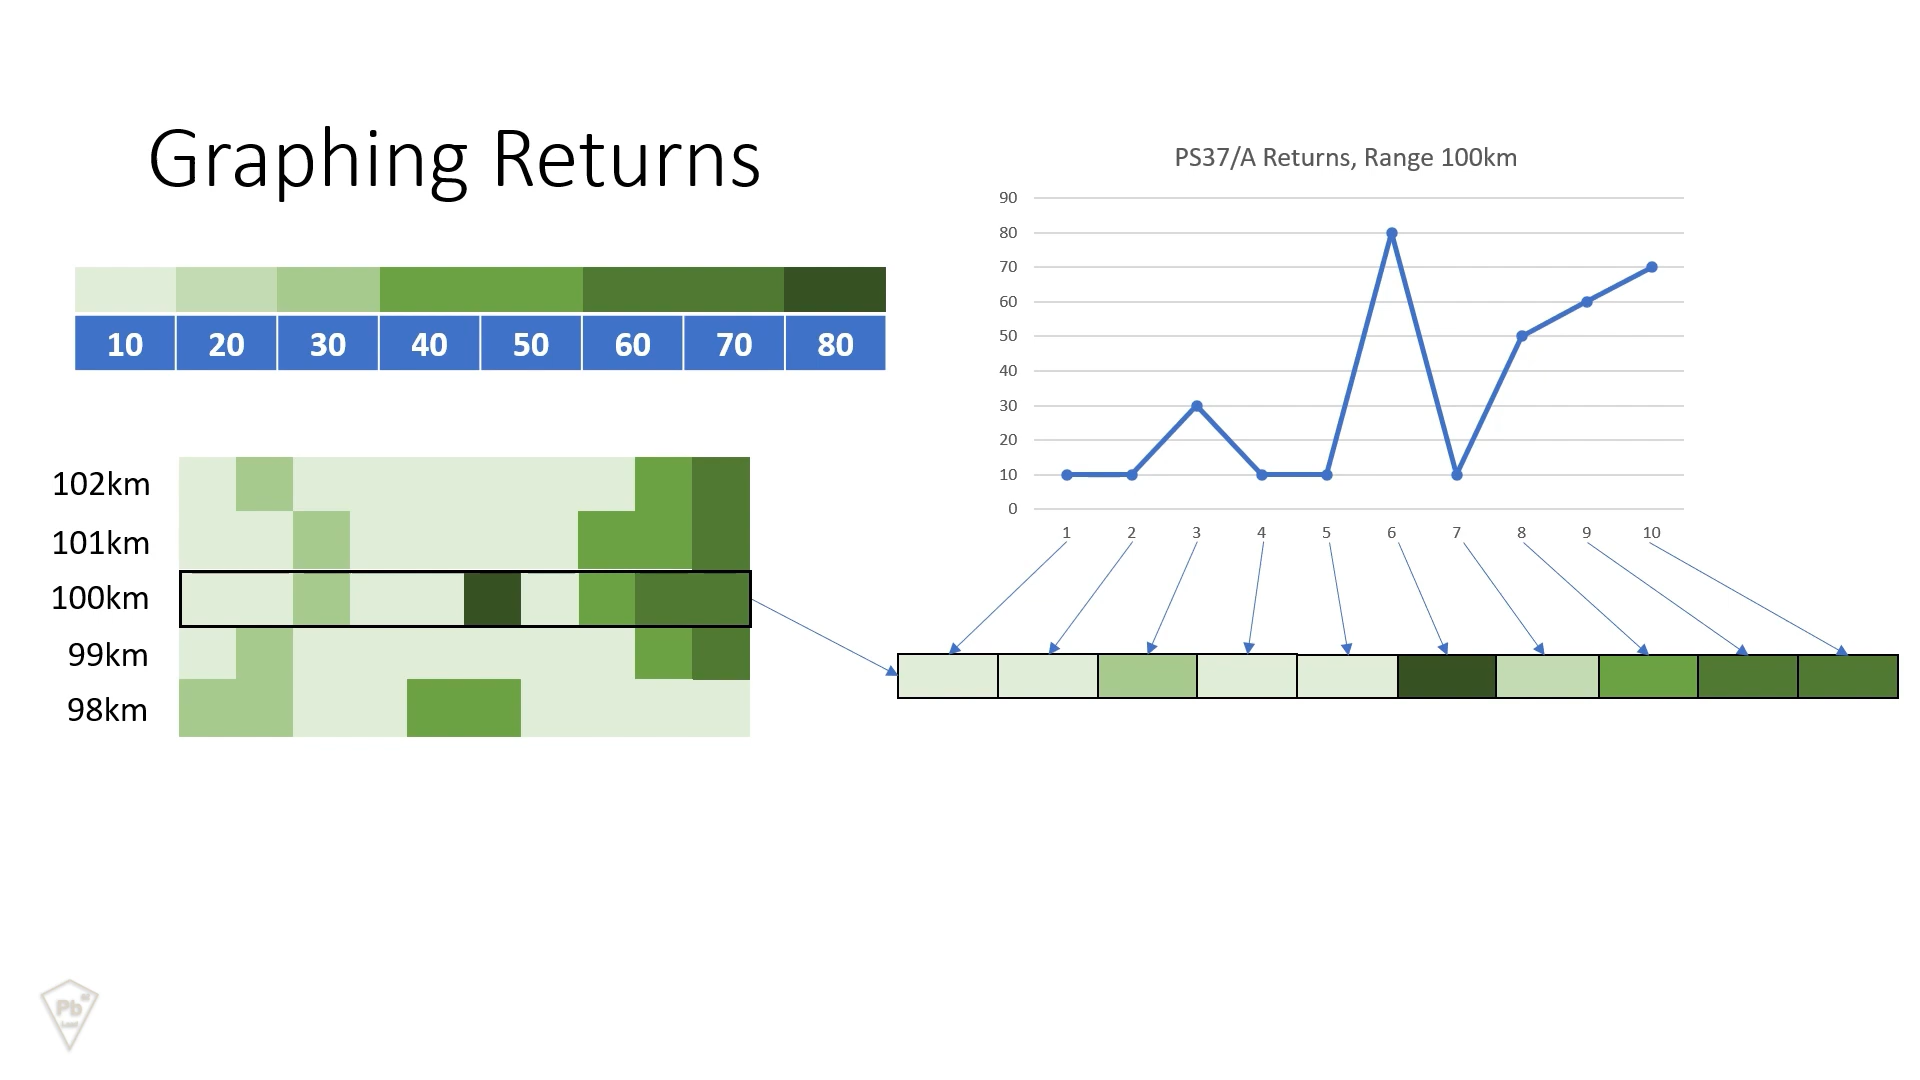 Graphing Returns
10 20 30 40 50 60 70 80
102km
101km
100km
99km
98km
PS37/A Returns, Range 100km
90
80
70
60
50
40
30
20
10
0
1 2 3 4 5 6 7 8 9 10
Pb